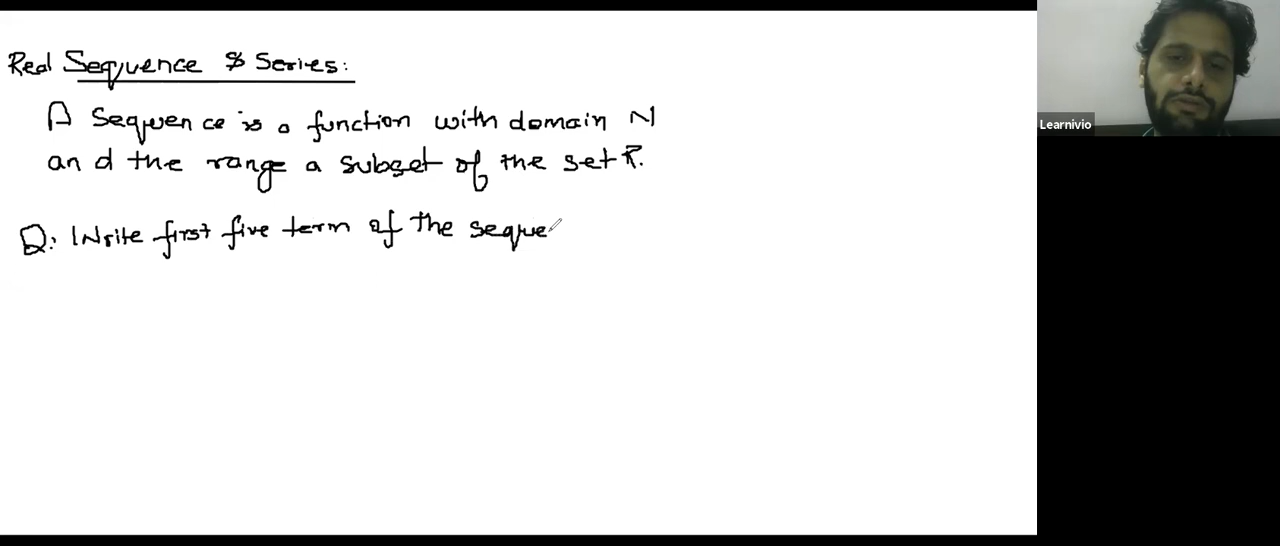 Real Sequence & Series:
A sequence is a function with domain N
and the range a subset of the set R.
Q: Write first five term of the seque
Learnivio